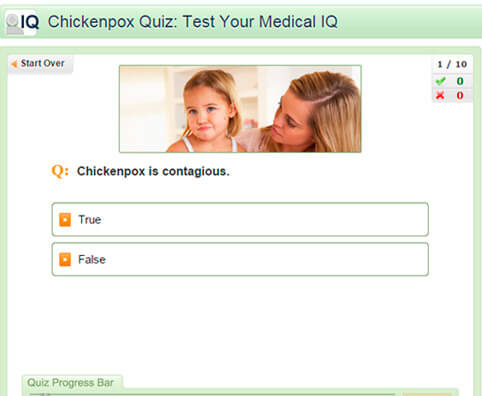 IQ Chickenpox Quiz: Test Your Medical IQ
Start Over
1 / 10
0
0
Q: Chickenpox is contagious.
True
False
Quiz Progress Bar